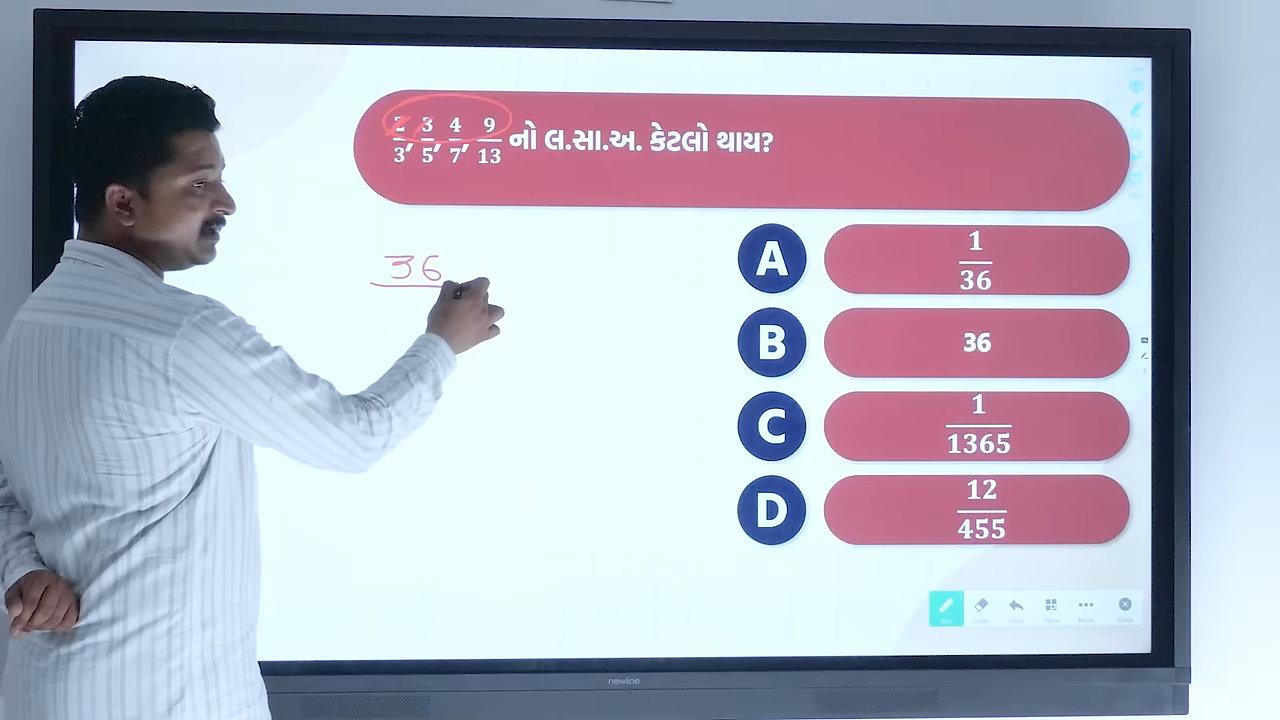 2/3, 3/5, 4/7, 9/13 નો લ.સા.અ. કેટલો થાય?
36
A 1/36
B 36
C 1/1365
D 12/455
newline